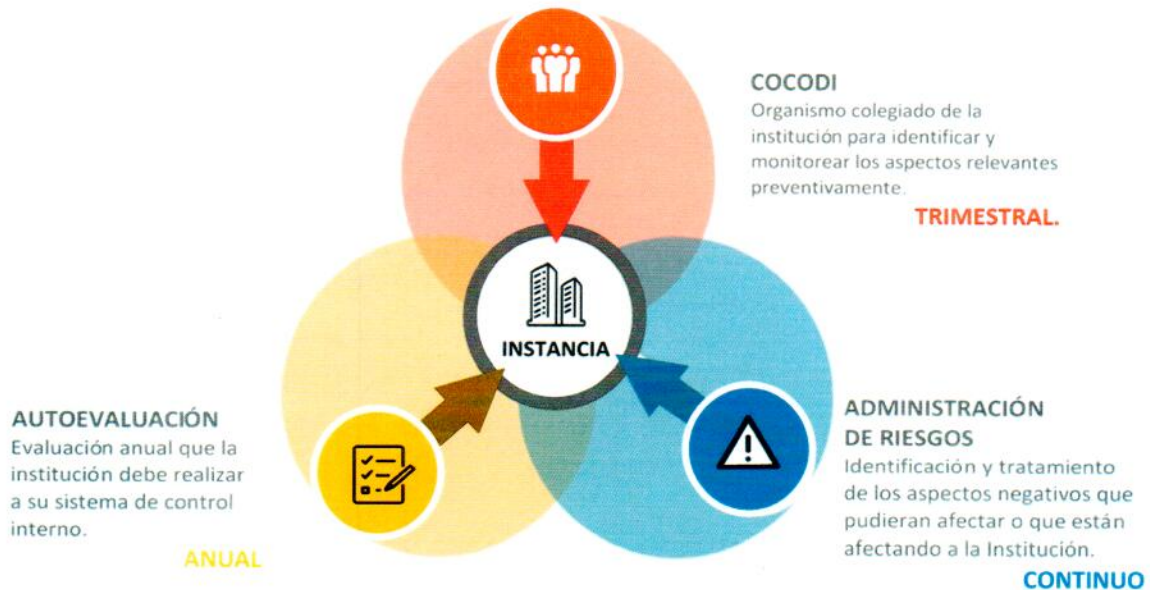 COCODI
Organismo colegiado de la
institución para identificar y
monitorear los aspectos relevantes
preventivamente.
TRIMESTRAL.
INSTANCIA
AUTOEVALUACIÓN
Evaluación anual que la
institución debe realizar
a su sistema de control
interno.
ANUAL
ADMINISTRACIÓN
DE RIESGOS
Identificación y tratamiento
de los aspectos negativos que
pudieran afectar o que están
afectando a la Institución.
CONTINUO